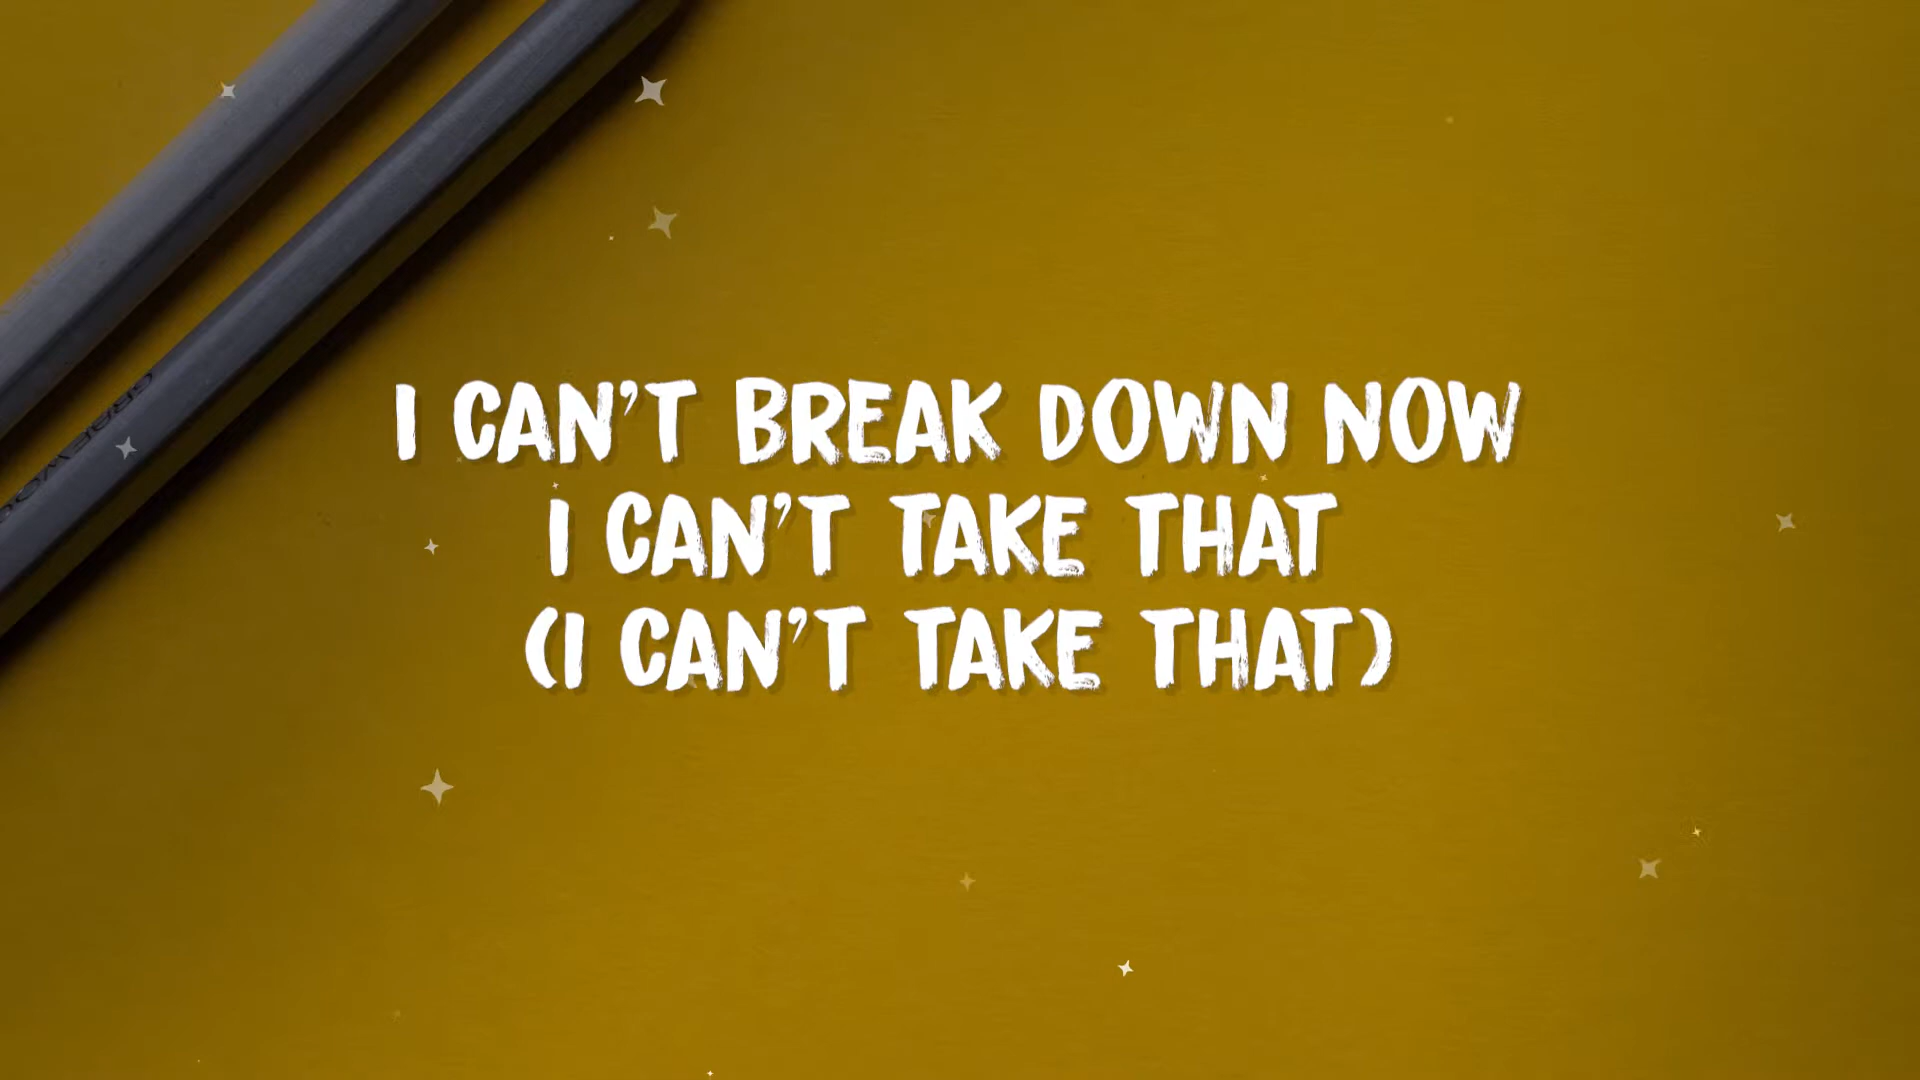 I CAN'T BREAK DOWN NOW
I CAN'T TAKE THAT
(I CAN'T TAKE THAT)